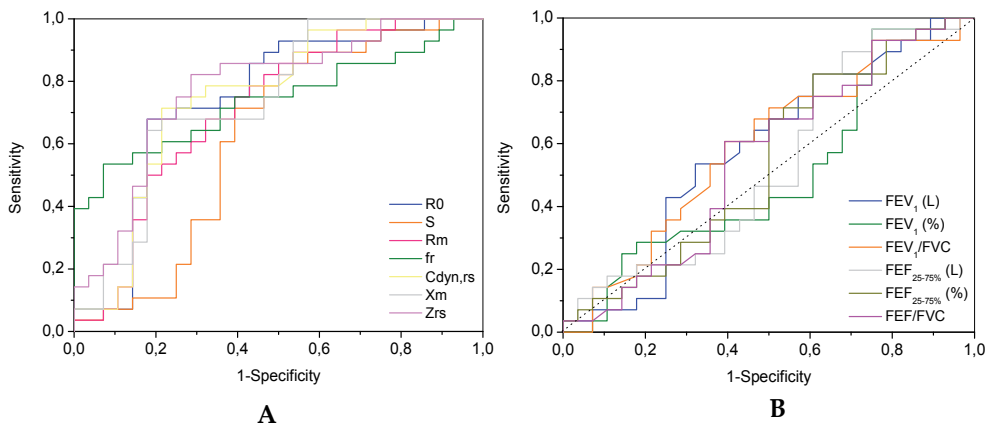 1,0
0,8
0,6
0,4
0,2
0,0
Sensitivity
0,0 0,2 0,4 0,6 0,8 1,0
1-Specificity
R0
S
Rm
fr
Cdyn,rs
Xm
Zrs
A
1,0
0,8
0,6
0,4
0,2
0,0
Sensitivity
0,0 0,2 0,4 0,6 0,8 1,0
1-Specificity
FEV₁ (L)
FEV₁ (%)
FEV₁/FVC
FEF₂₅₋₇₅% (L)
FEF₂₅₋₇₅% (%)
FEF/FVC
B